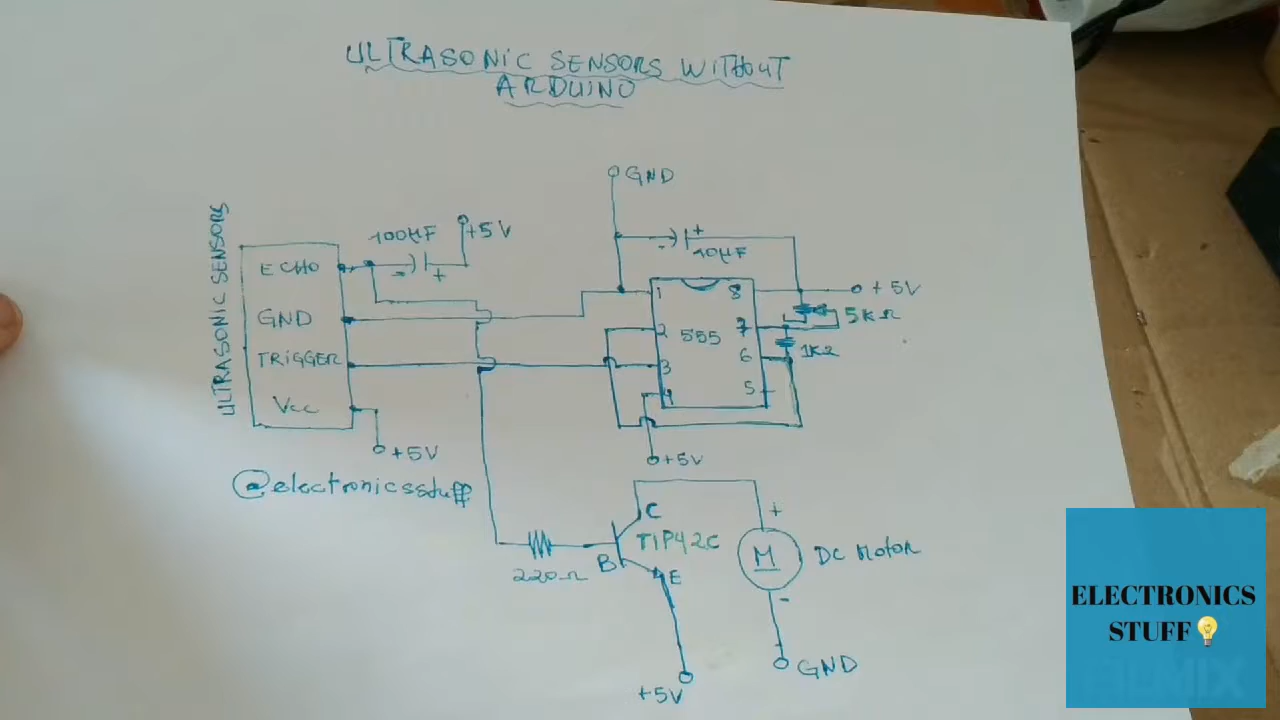 ULTRASONIC SENSORS WITHOUT
ARDUINO
GND
100µF
+5V
10µF
ULTRASONIC SENSORS
ECHO
GND
TRIGGER
Vcc
+5V
1
2
3
4
555
8
7
6
5
+5V
5KΩ
1KΩ
+5V
@electronicsstuff
C
TIP42C
B
E
220Ω
+
M
-
DC MOTOR
+5V
GND
-
+
-
+
ELECTRONICS
STUFF